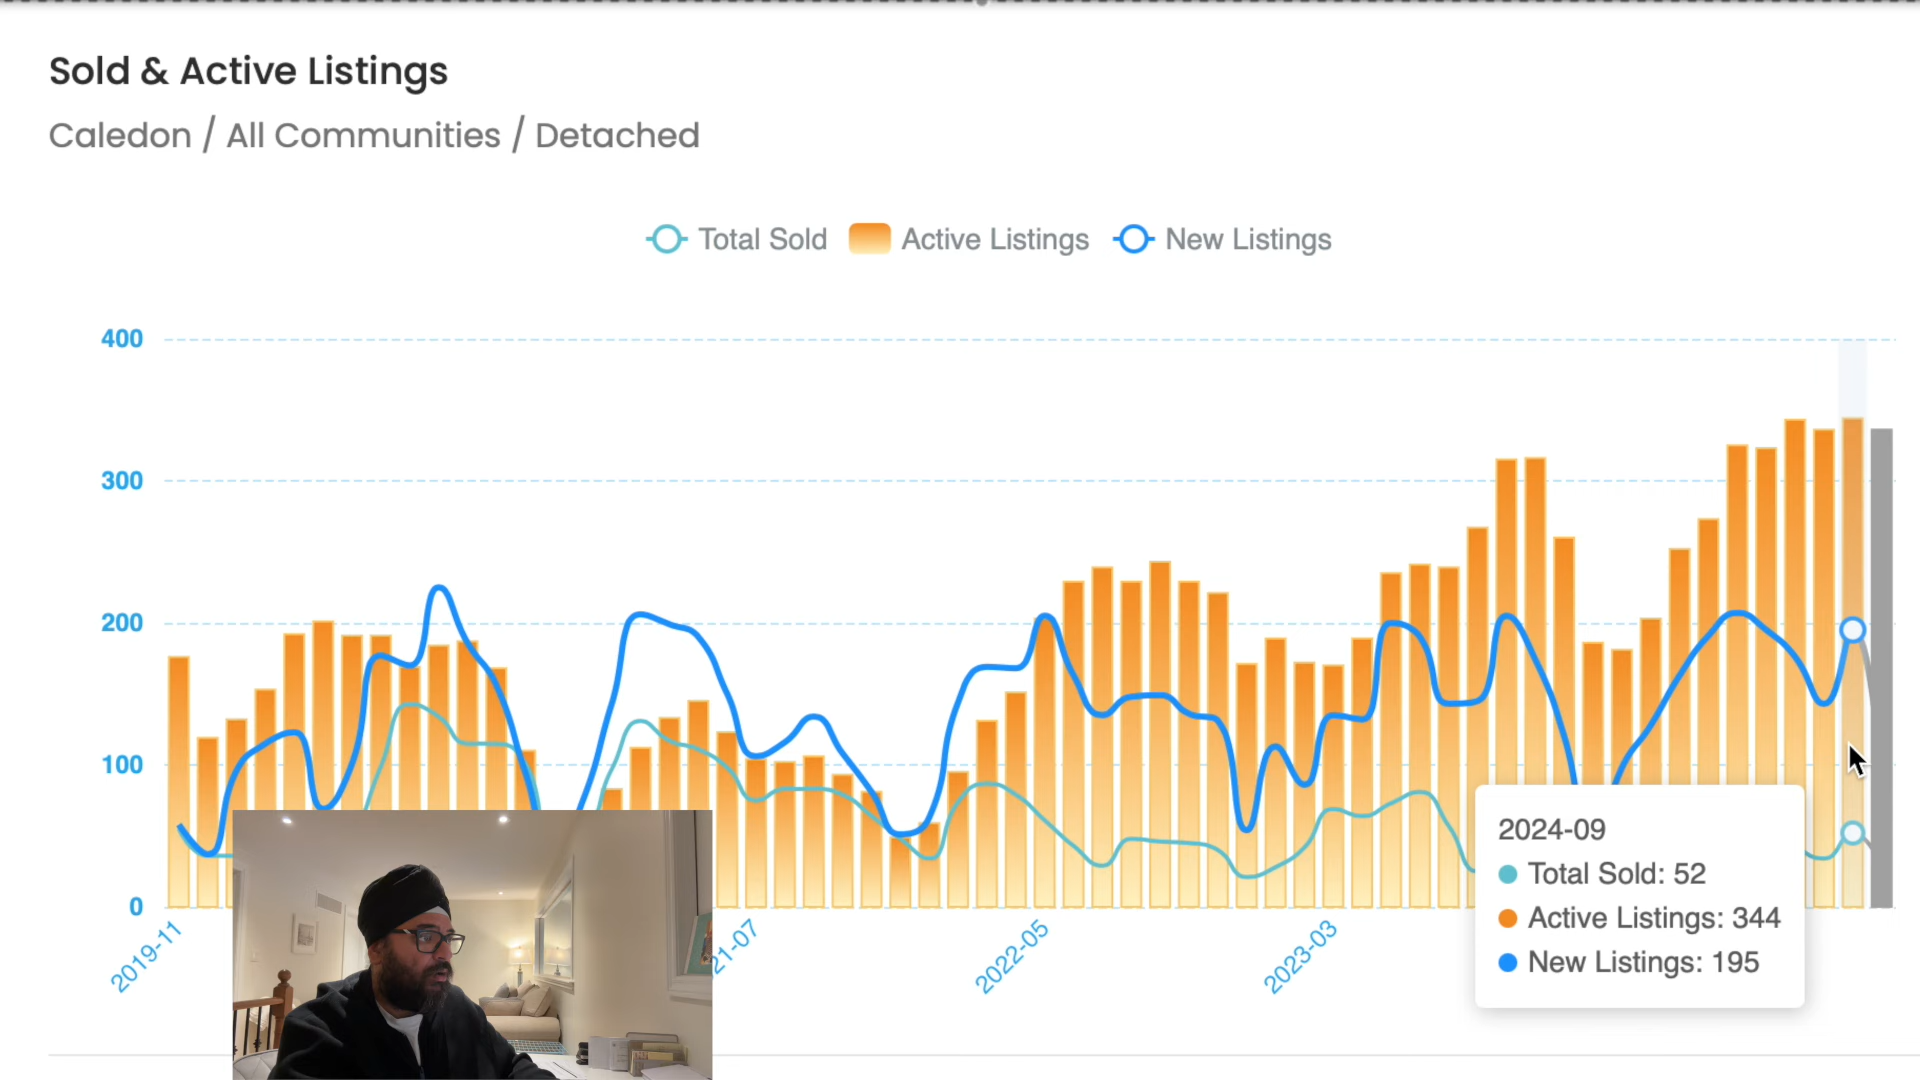 Sold & Active Listings
Caledon / All Communities / Detached
Total Sold Active Listings New Listings
400
300
200
100
0
2019-11
21-07
2022-05
2023-03
2024-09
Total Sold: 52
Active Listings: 344
New Listings: 195